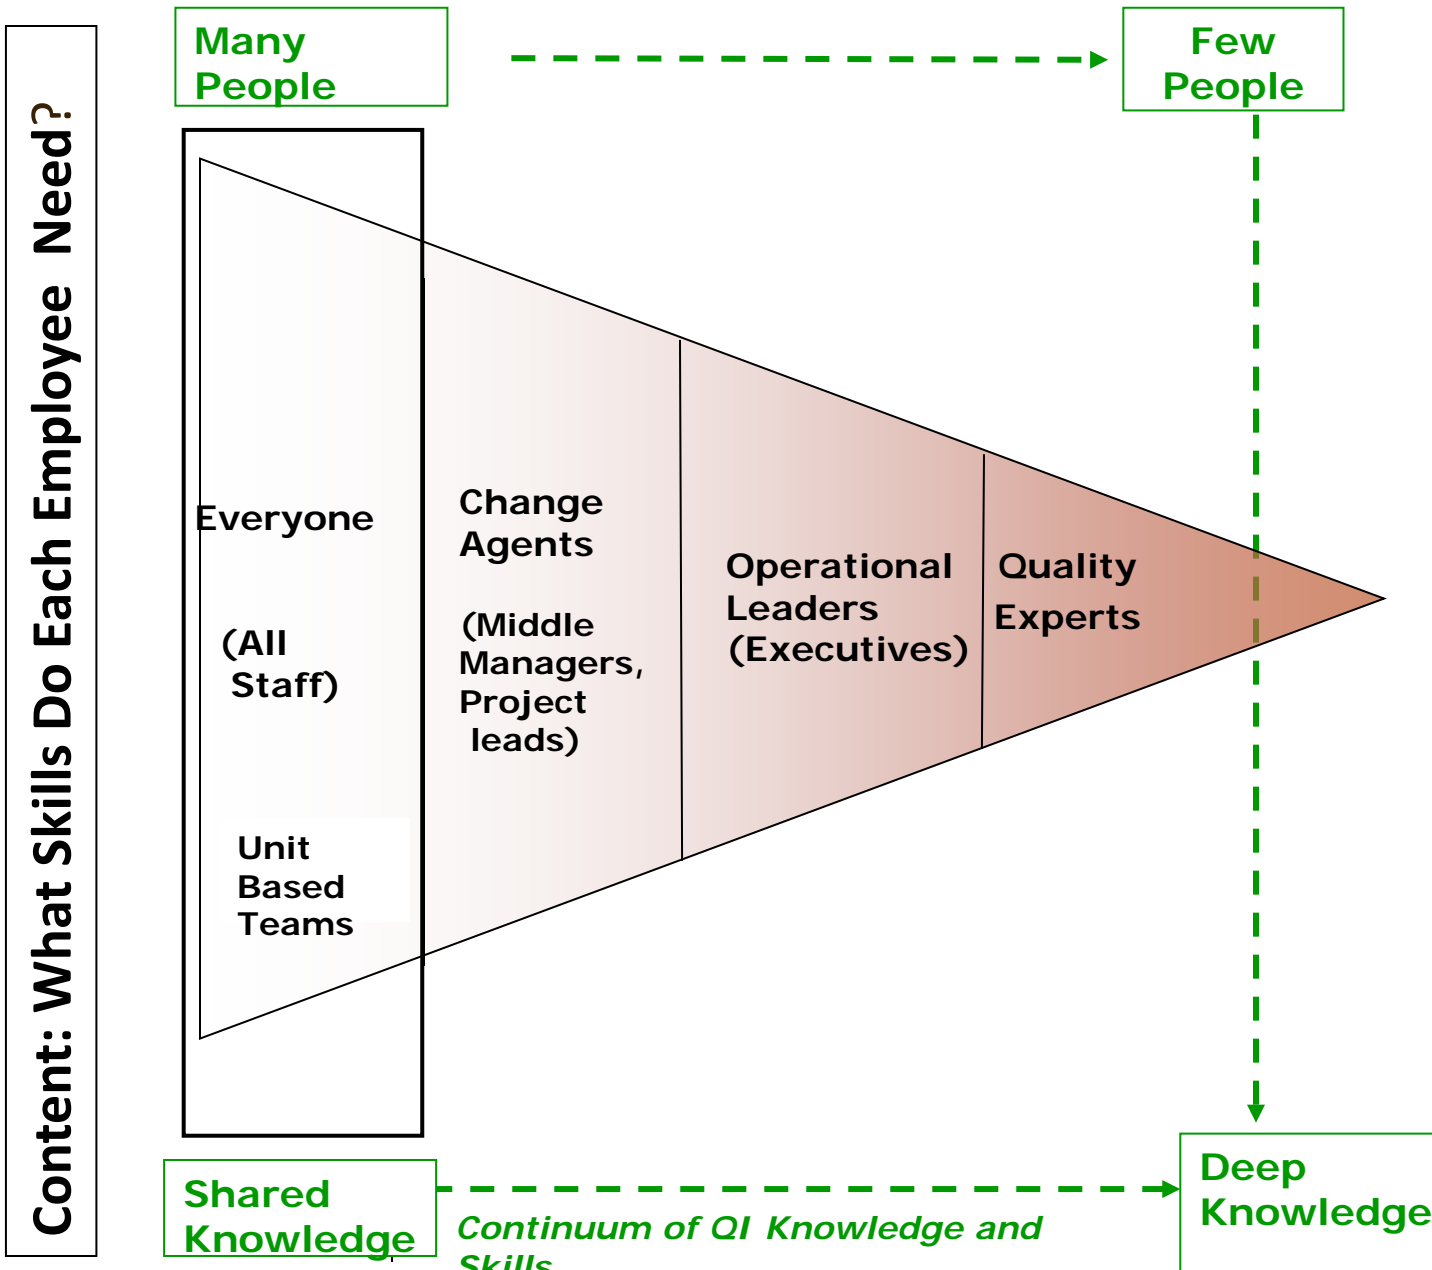 Content: What Skills Do Each Employee Need?
Many
People
Few
People
Everyone
(All
Staff)
Unit
Based
Teams
Change
Agents
(Middle
Managers,
Project
leads)
Operational
Leaders
(Executives)
Quality
Experts
Shared
Knowledge
Continuum of QI Knowledge and
Skills
Deep
Knowledge